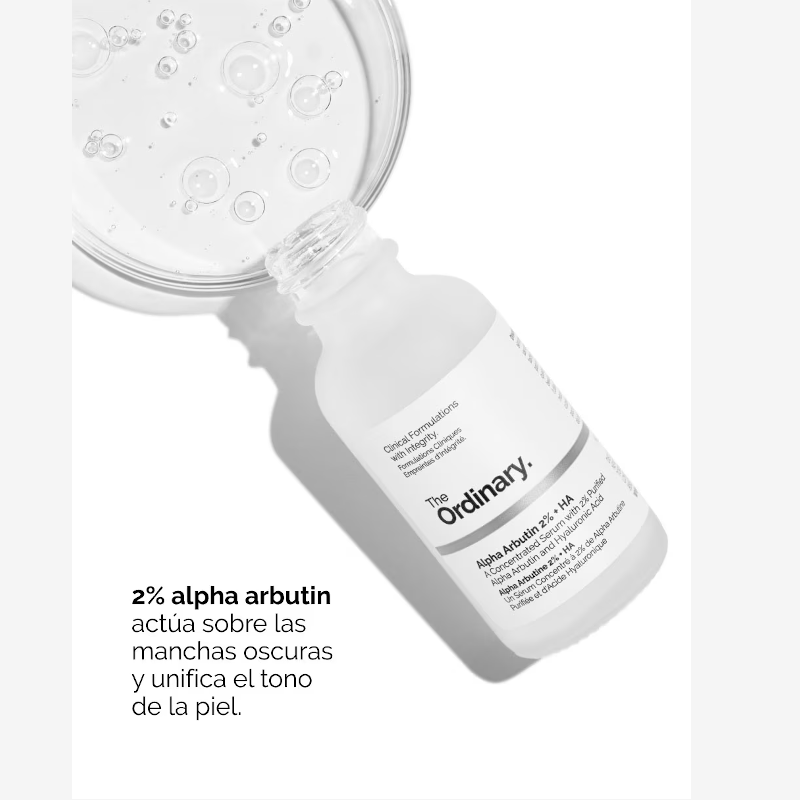 Clinical Formulations
with Integrity.
Formulations Cliniques
Empreintes d'Intégrité.
The
Ordinary.
Alpha Arbutin 2% + HA
A Concentrated Serum with 2% Purified
Alpha Arbutin and Hyaluronic Acid
Alpha Arbutine 2% + HA
Un Sérum Concentré à 2% de Alpha Arbutine
Purifiée et d'Acide Hyaluronique
2% alpha arbutin
actúa sobre las
manchas oscuras
y unifica el tono
de la piel.